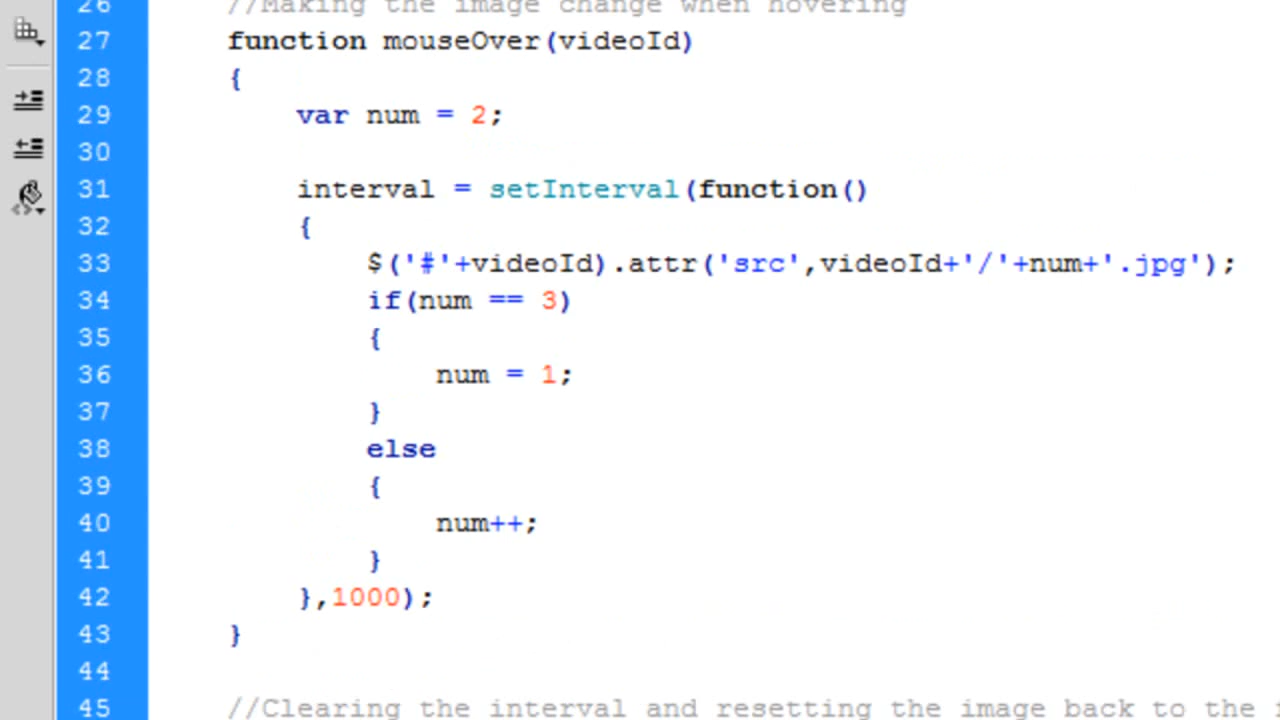 26 //Making the image change when hovering
27 function mouseOver(videoId)
28 {
29 var num = 2;
30
31 interval = setInterval(function()
32 {
33 $('#'+videoId).attr('src',videoId+'/'+num+'.jpg');
34 if(num == 3)
35 {
36 num = 1;
37 }
38 else
39 {
40 num++;
41 }
42 },1000);
43 }
44
45 //Clearing the interval and resetting the image back to the